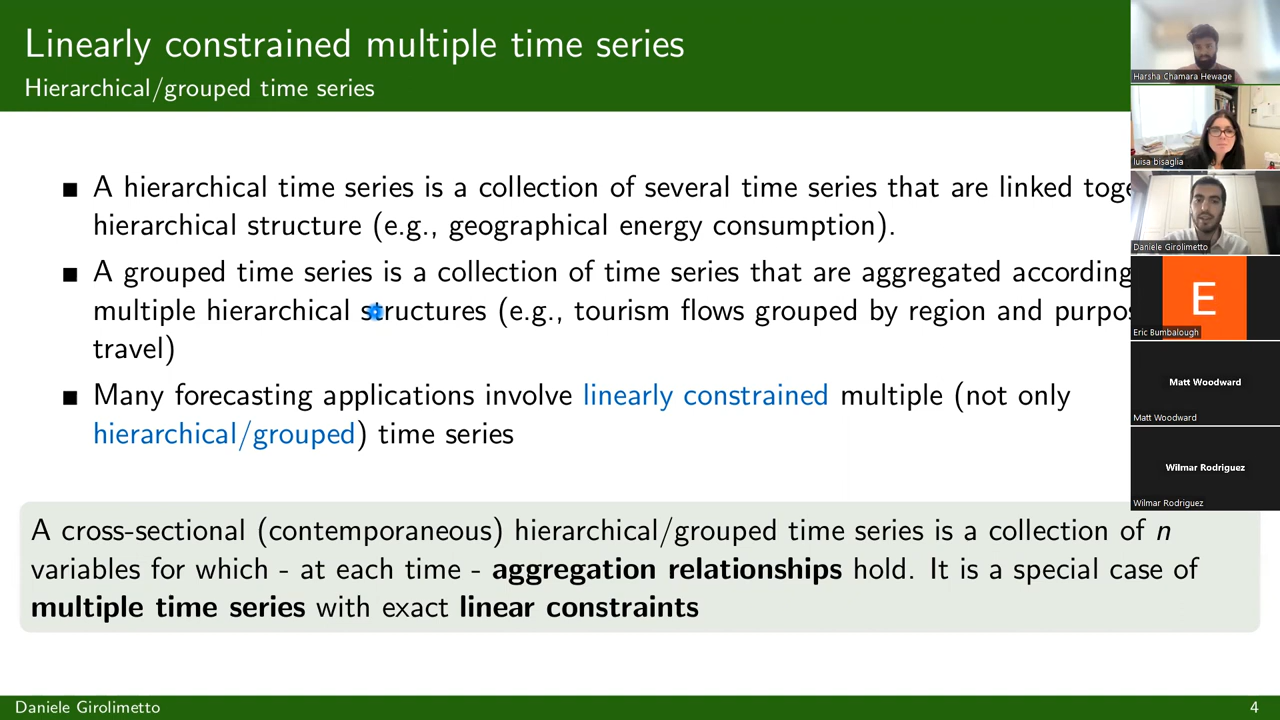 Linearly constrained multiple time series
Hierarchical/grouped time series
■ A hierarchical time series is a collection of several time series that are linked
hierarchical structure (e.g., geographical energy consumption).
■ A grouped time series is a collection of time series that are aggregated according
multiple hierarchical structures (e.g., tourism flows grouped by region and
travel)
■ Many forecasting applications involve linearly constrained multiple (not only
hierarchical/grouped) time series
A cross-sectional (contemporaneous) hierarchical/grouped time series is a collection of n
variables for which - at each time - aggregation relationships hold. It is a special case of
multiple time series with exact linear constraints
Daniele Girolimetto
4
Harsha Chamara Hewage
luisa bisaglia
Daniele Girolimetto
E
Eric Bumbalough
Matt Woodward
Matt Woodward
Wilmar Rodriguez
Wilmar Rodriguez